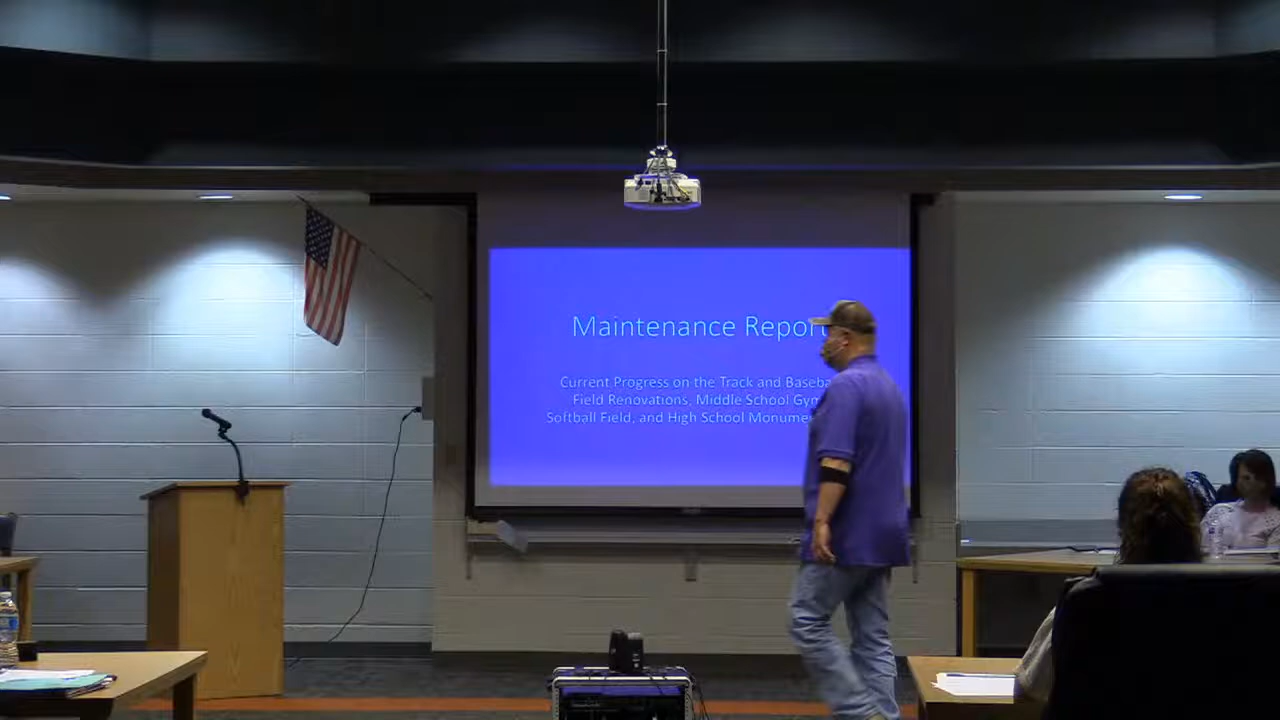 Maintenance Report
Current Progress on the Track and Baseba
Field Renovations, Middle School Gym
Softball Field, and High School Monume